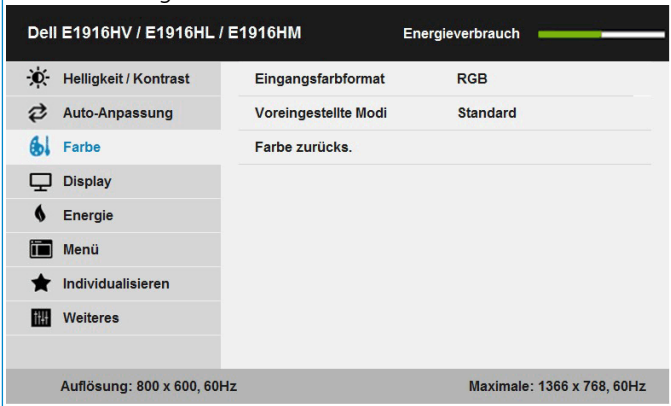 Dell E1916HV / E1916HL / E1916HM Energieverbrauch
Helligkeit / Kontrast Eingangsfarbformat RGB
Auto-Anpassung Voreingestellte Modi Standard
Farbe Farbe zurücks.
Display
Energie
Menü
Individualisieren
Weiteres
Auflösung: 800 x 600, 60Hz Maximale: 1366 x 768, 60Hz